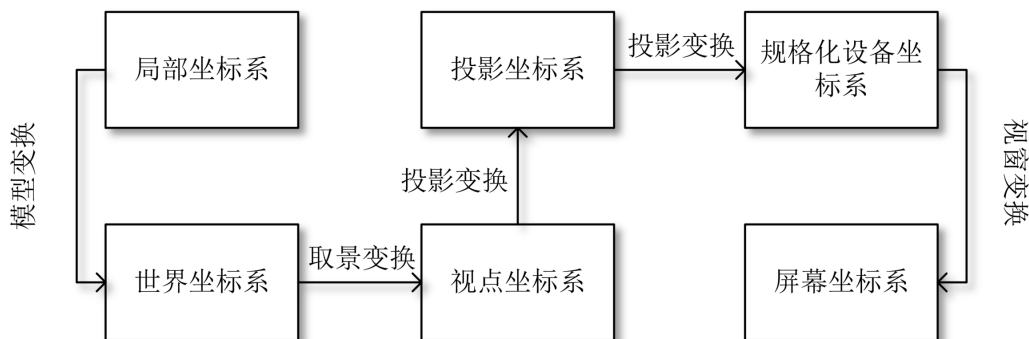 局部坐标系
投影坐标系
投影变换
规格化设备坐
标系
模型变换
视窗变换
投影变换
世界坐标系
取景变换
视点坐标系
屏幕坐标系